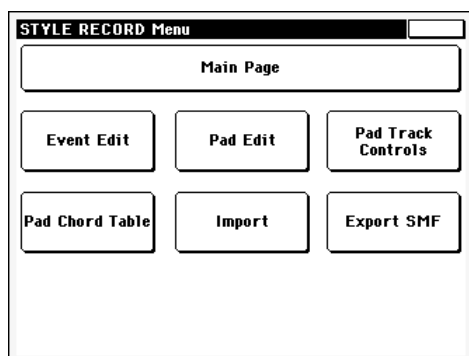 STYLE RECORD Menu
Main Page
Event Edit
Pad Edit
Pad Track
Controls
Pad Chord Table
Import
Export SMF